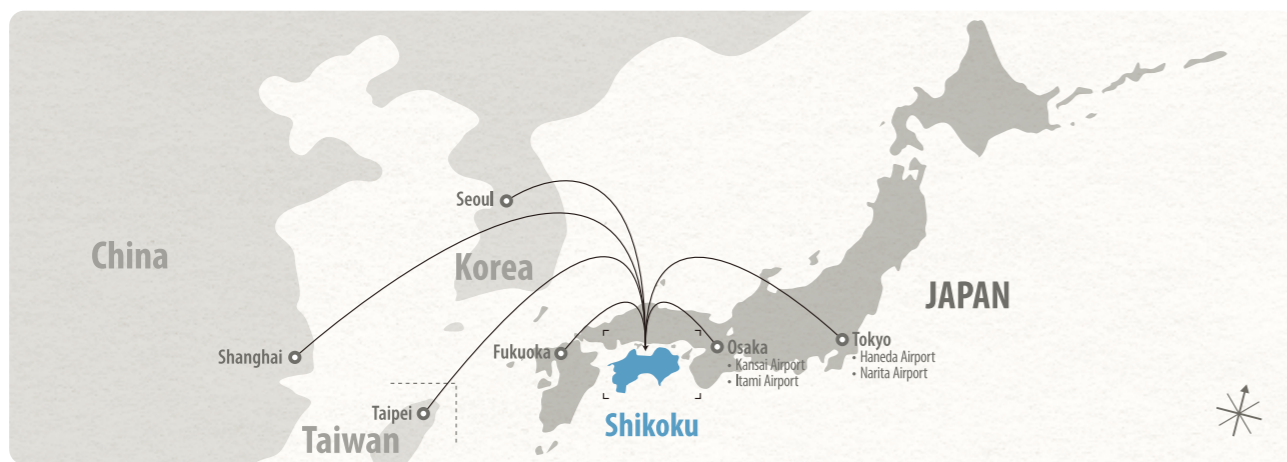 Seoul
China
Korea
JAPAN
Shanghai
Fukuoka
Osaka
• Kansai Airport
• Itami Airport
Tokyo
• Haneda Airport
• Narita Airport
Taipei
Taiwan
Shikoku